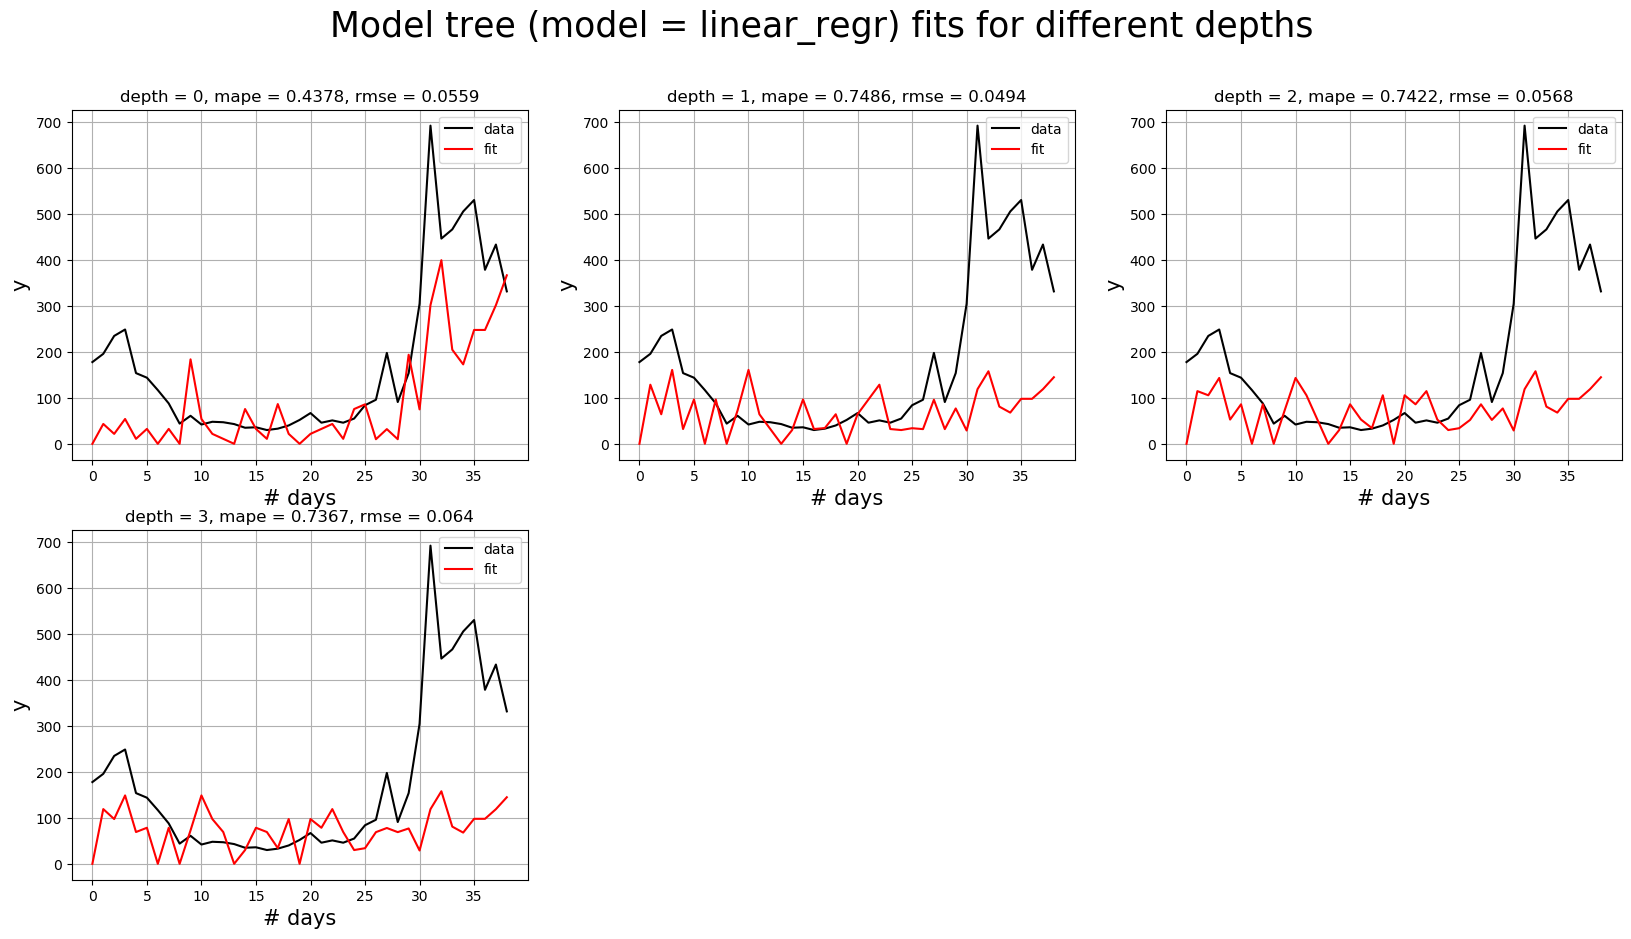 Model tree (model = linear_regr) fits for different depths
depth = 0, mape = 0.4378, rmse = 0.0559
700
600
500
400
300
200
100
0
y
data
fit
0 5 10 15 20 25 30 35
# days
depth = 1, mape = 0.7486, rmse = 0.0494
700
600
500
400
300
200
100
0
y
data
fit
0 5 10 15 20 25 30 35
# days
depth = 2, mape = 0.7422, rmse = 0.0568
700
600
500
400
300
200
100
0
y
data
fit
0 5 10 15 20 25 30 35
# days
depth = 3, mape = 0.7367, rmse = 0.064
700
600
500
400
300
200
100
0
y
data
fit
0 5 10 15 20 25 30 35
# days